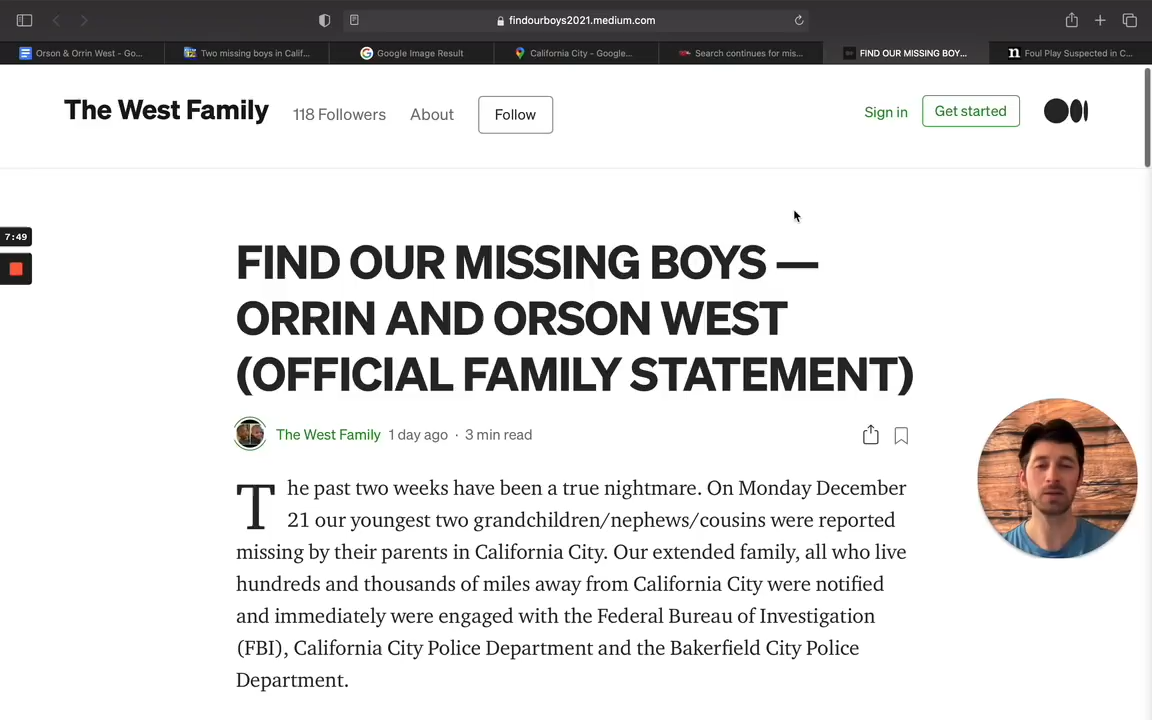 findourboys2021.medium.com
Orson & Orrin West - Go...
Two missing boys in Calif...
Google Image Result
California City - Google...
Search continues for mis...
FIND OUR MISSING BOY...
Foul Play Suspected in C...
The West Family
118 Followers
About
Follow
Sign in
Get started
7:49
FIND OUR MISSING BOYS —
ORRIN AND ORSON WEST
(OFFICIAL FAMILY STATEMENT)
The West Family 1 day ago · 3 min read
The past two weeks have been a true nightmare. On Monday December
21 our youngest two grandchildren/nephews/cousins were reported
missing by their parents in California City. Our extended family, all who live
hundreds and thousands of miles away from California City were notified
and immediately were engaged with the Federal Bureau of Investigation
(FBI), California City Police Department and the Bakerfield City Police
Department.